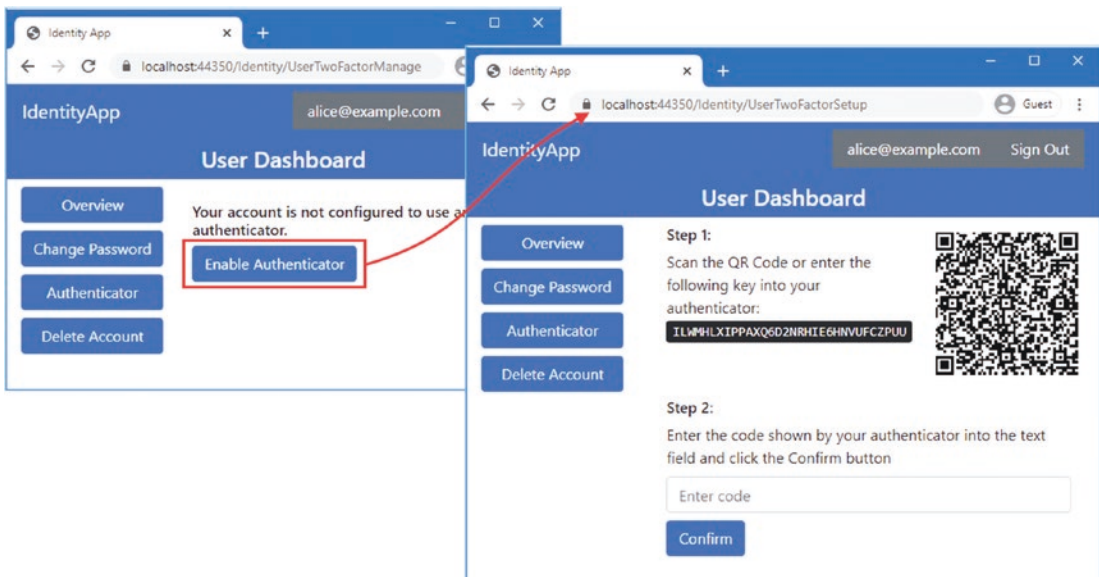 Identity App
localhost:44350/Identity/UserTwoFactorManage
IdentityApp
alice@example.com
User Dashboard
Overview
Change Password
Authenticator
Delete Account
Your account is not configured to use
authenticator.
Enable Authenticator
Identity App
localhost:44350/Identity/UserTwoFactorSetup
Guest
IdentityApp
alice@example.com
Sign Out
User Dashboard
Overview
Change Password
Authenticator
Delete Account
Step 1:
Scan the QR Code or enter the
following key into your
authenticator:
ILWMHLXIPPAXQ6D2NRHIE6HNVUFCZPUU
Step 2:
Enter the code shown by your authenticator into the text
field and click the Confirm button
Enter code
Confirm